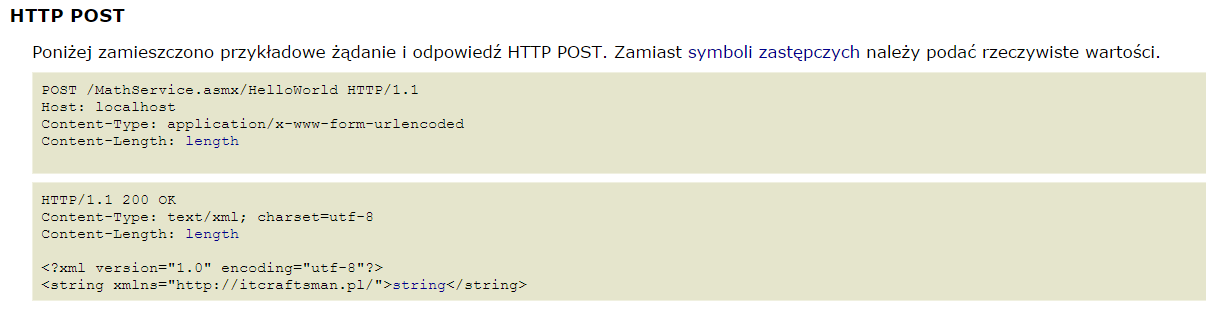 HTTP POST
Poniżej zamieszczono przykładowe żądanie i odpowiedź HTTP POST. Zamiast symboli zastępczych należy podać rzeczywiste wartości.
POST /MathService.asmx/HelloWorld HTTP/1.1
Host: localhost
Content-Type: application/x-www-form-urlencoded
Content-Length: length
HTTP/1.1 200 OK
Content-Type: text/xml; charset=utf-8
Content-Length: length
<?xml version="1.0" encoding="utf-8"?>
<string xmlns="http://itcraftsman.pl/">string</string>